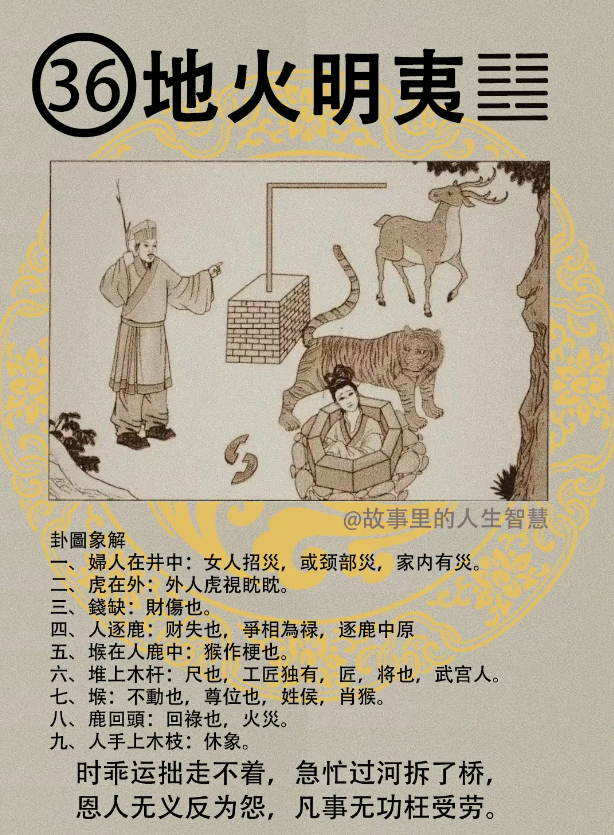 36 地火明夷
@故事里的人生智慧
卦圖象解
一、婦人在井中：女人招災，或颈部災，家内有災。
二、虎在外：外人虎視眈眈。
三、錢缺：財傷也。
四、人逐鹿：财失也，爭相為禄，逐鹿中原
五、堠在人鹿中：猴作梗也。
六、堆上木杆：尺也，工匠独有，匠，将也，武宫人。
七、堠：不動也，尊位也，姓侯，肖猴。
八、鹿回頭：回祿也，火災。
九、人手上木枝：休象。
时乖运拙走不着，急忙过河拆了桥，
恩人无义反为怨，凡事无功枉受劳。